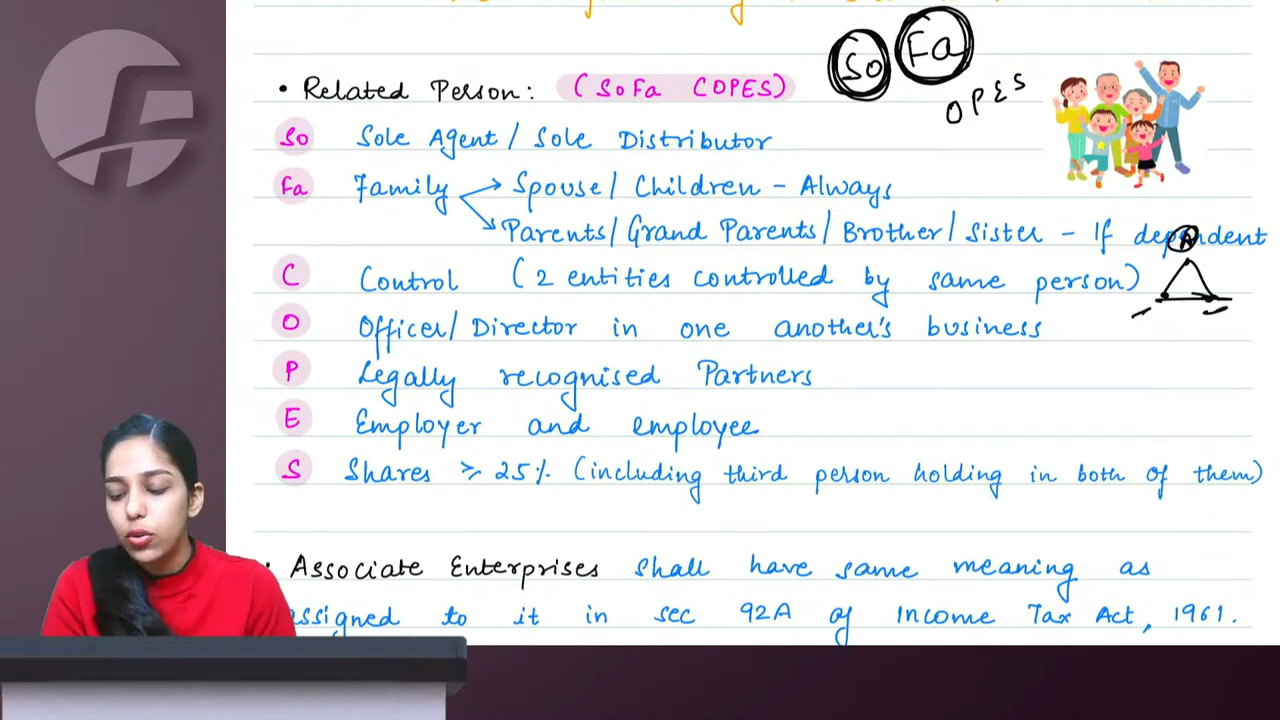 So Fa
OPES
• Related Person: (SoFa COPES)
So Sole Agent / Sole Distributor
Fa Family → Spouse / Children - Always
→ Parents / Grand Parents / Brother / Sister - If dependent
A
C Control (2 entities controlled by same person)
O Officer / Director in one another's business
P Legally recognised Partners
E Employer and employee
S Shares ≥ 25% (including third person holding in both of them)
• Associate Enterprises shall have same meaning as
assigned to it in sec 92A of Income Tax Act, 1961.